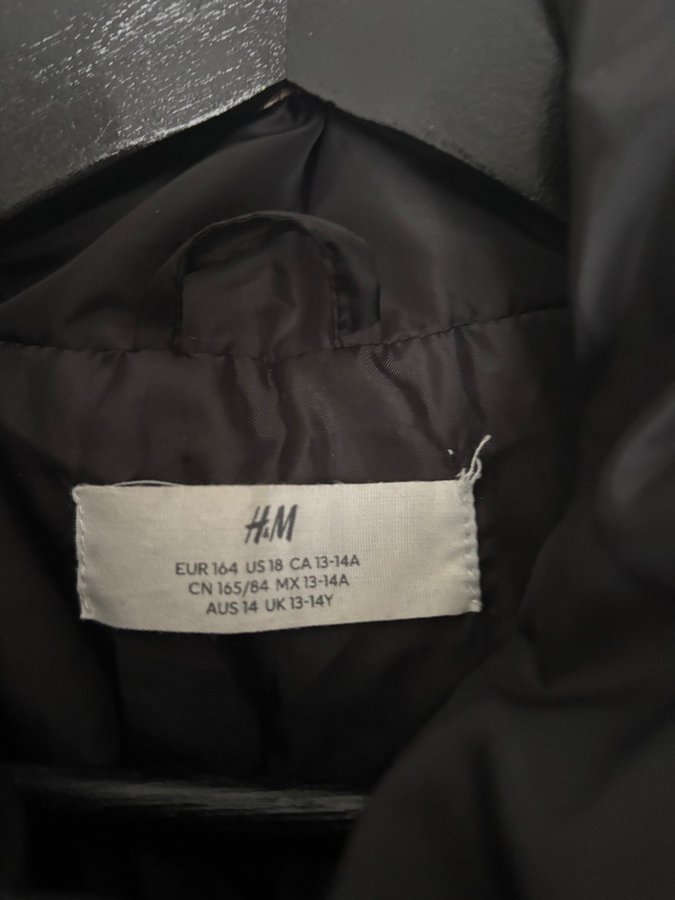 H&M
EUR 164 US 18 CA 13-14A
CN 165/84 MX 13-14A
AUS 14 UK 13-14Y